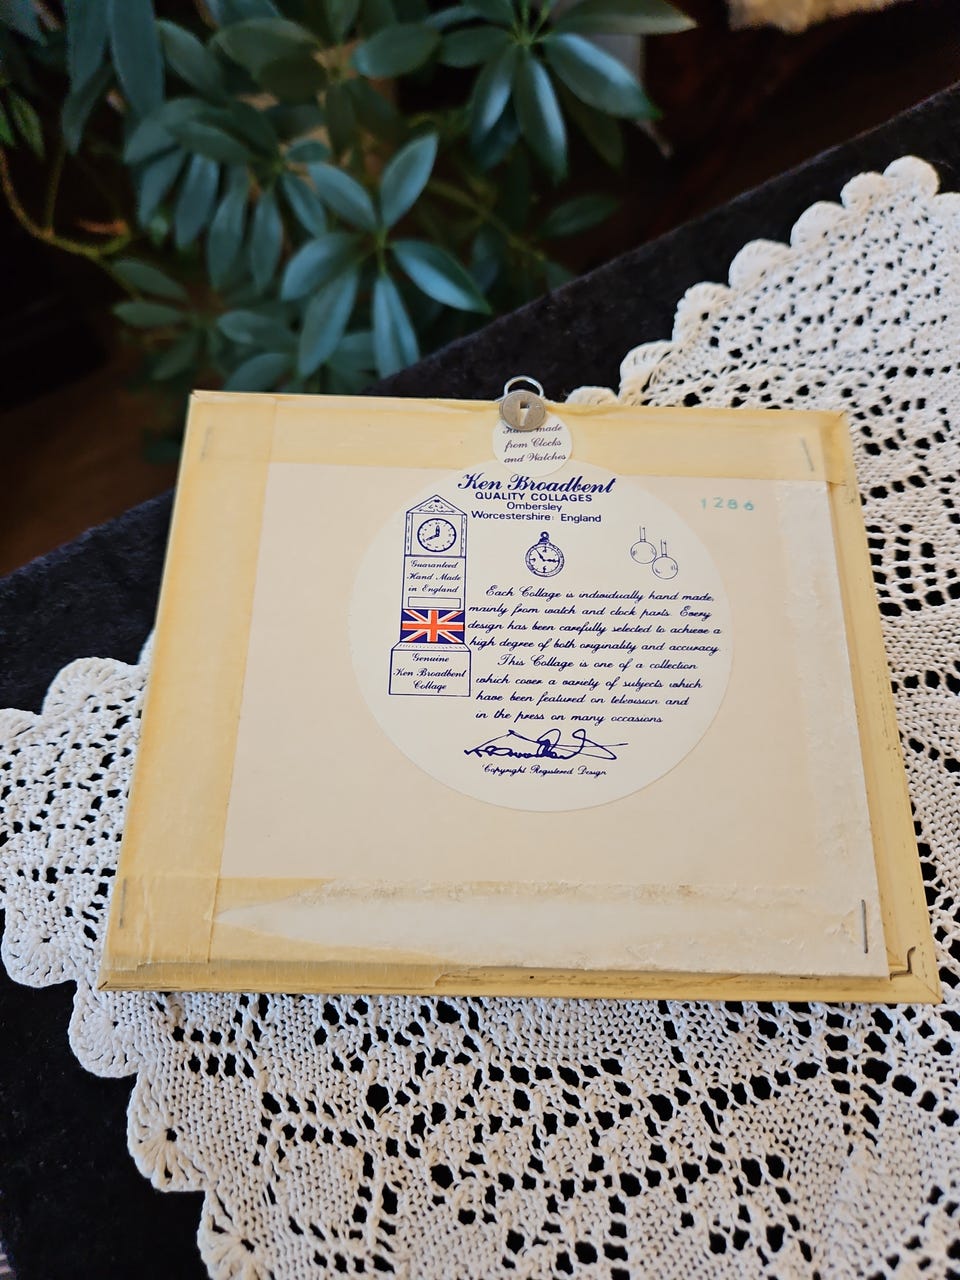 made
from Clocks
and Watches
Ken Broadbent
QUALITY COLLAGES
Ombersley
Worcestershire: England
1286
Guaranteed
Hand Made
in England
Genuine
Ken Broadbent
Collage
Each Collage is individually hand made,
mainly from watch and clock parts. Every
design has been carefully selected to achieve a
high degree of both originality and accuracy.
This Collage is one of a collection
which cover a variety of subjects which
have been featured on television and
in the press on many occasions
Copyright Registered Design